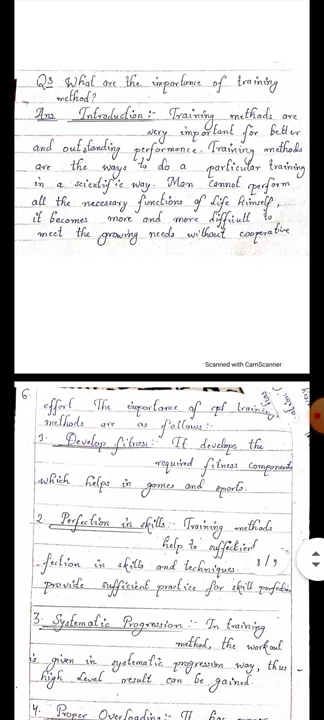 Q3 What are the importance of training
method?
Ans Introduction :- Training methods are
very important for better
and outstanding performance. Training methods
are the ways to do a particular training
in a scientific way. Man cannot perform
all the necessary functions of Life himself,
it becomes more and more difficult to
meet the growing needs without cooperative
Scanned with CamScanner
6.
effort The importance of training
methods are as follows:-
1. Develop fitness:- If develops the
required fitness components
which helps in games and sports.
2. Perfection in skills:- Training methods
help to
fection in skills and techniques.
8/9
provide sufficient practice for skill perfection
3. Systematic Progression:- In training
method, the workout
is given in systematic progression way, thus
high Level result can be gained.
4. Proper Overloading:- It has